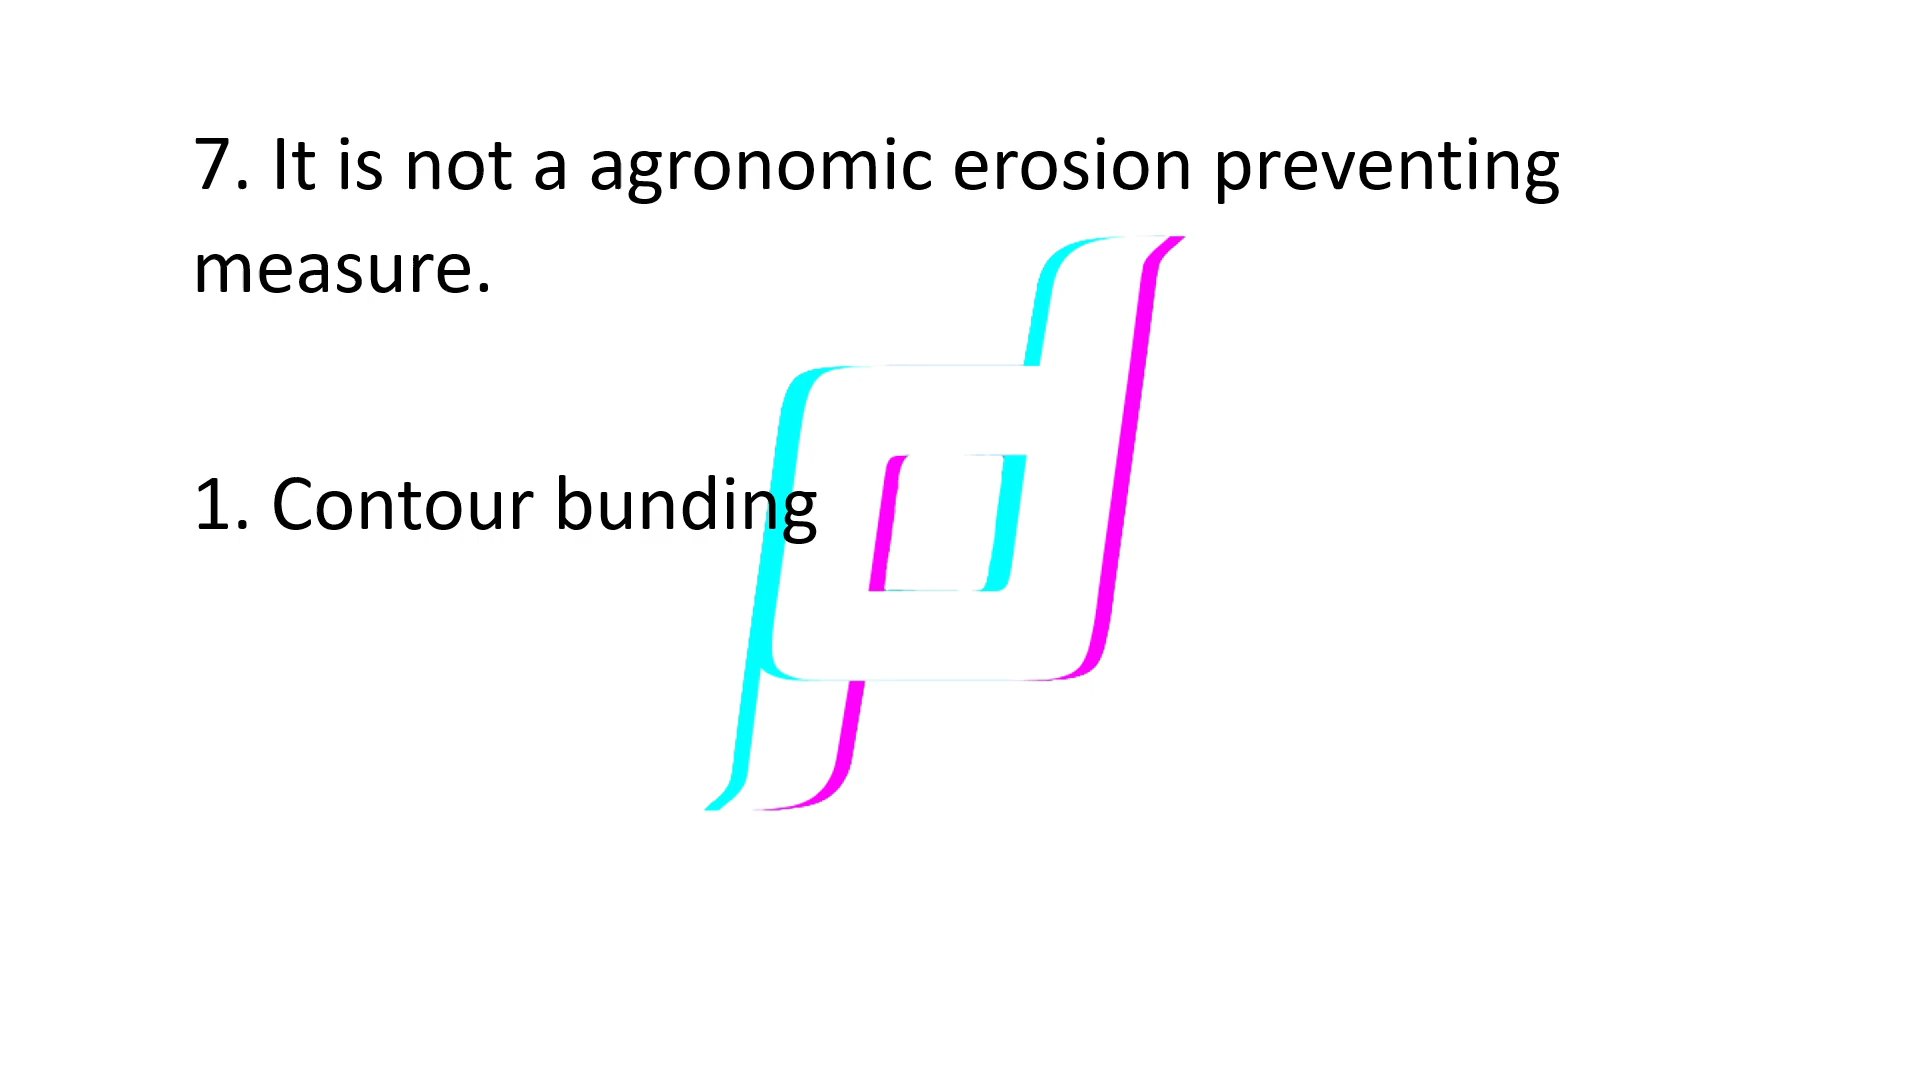 7. It is not a agronomic erosion preventing
measure.
1. Contour bunding